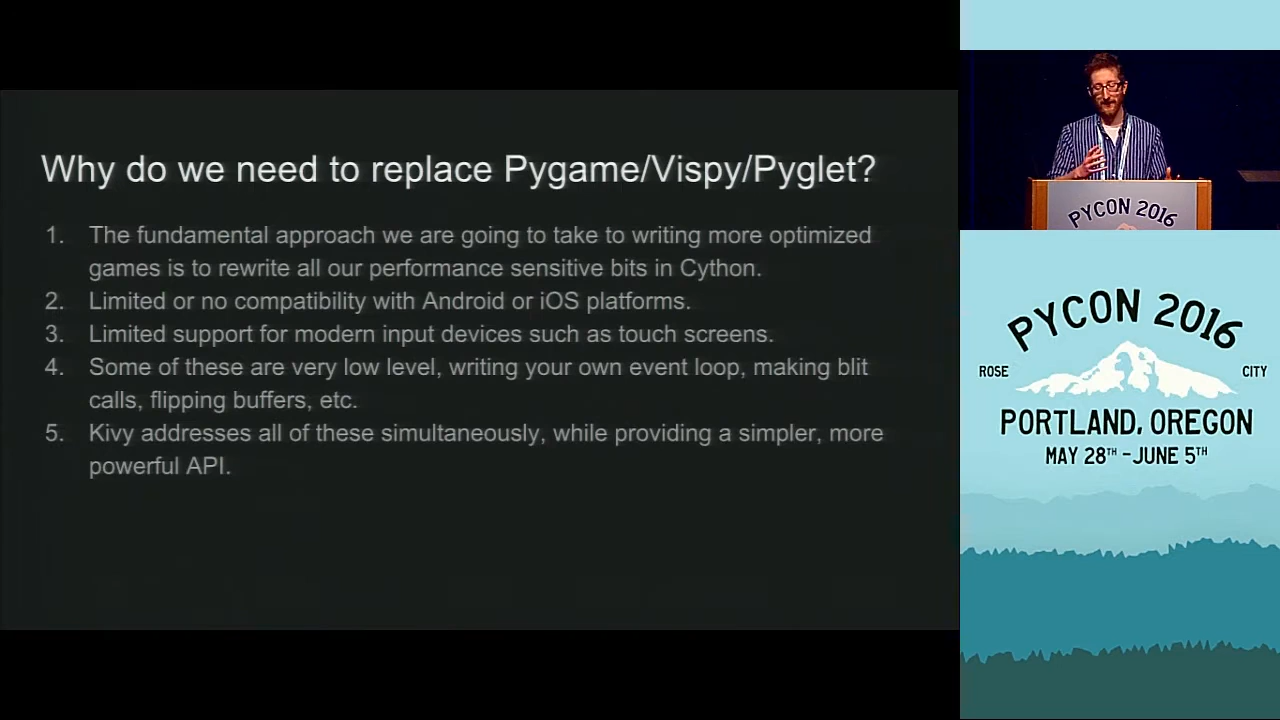 Why do we need to replace Pygame/Vispy/Pyglet?
1. The fundamental approach we are going to take to writing more optimized
games is to rewrite all our performance sensitive bits in Cython.
2. Limited or no compatibility with Android or iOS platforms.
3. Limited support for modern input devices such as touch screens.
4. Some of these are very low level, writing your own event loop, making blit
calls, flipping buffers, etc.
5. Kivy addresses all of these simultaneously, while providing a simpler, more
powerful API.
PYCON 2016
PYCON 2016
ROSE CITY
PORTLAND, OREGON
MAY 28TH - JUNE 5TH